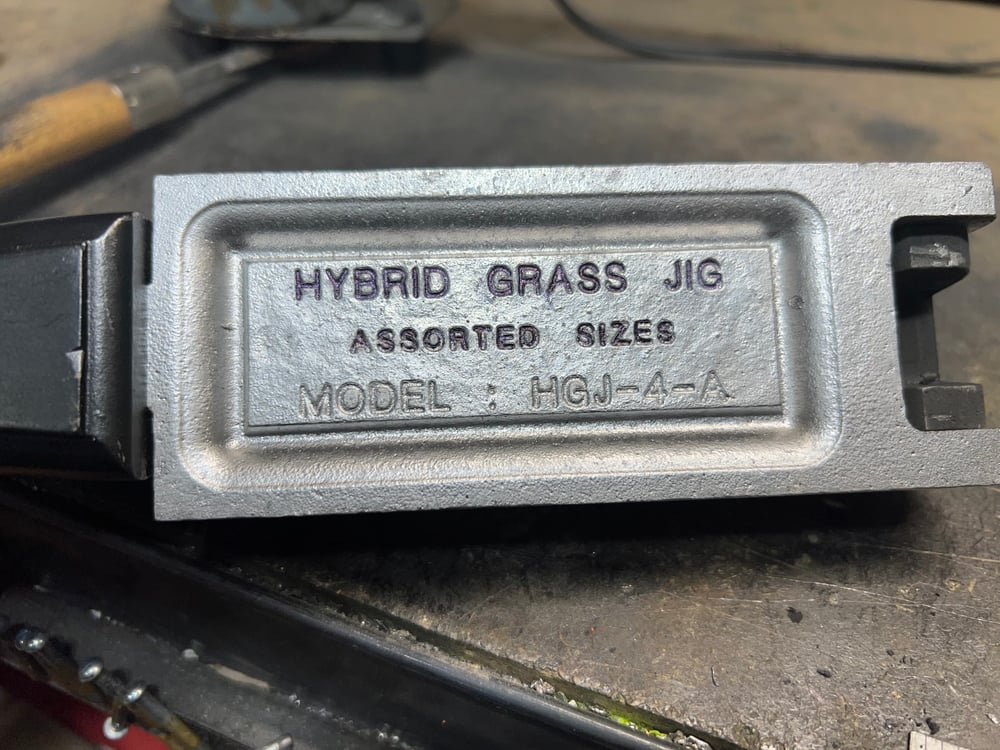 HYBRID GRASS JIG
ASSORTED SIZES
MODEL : HGJ-4-A